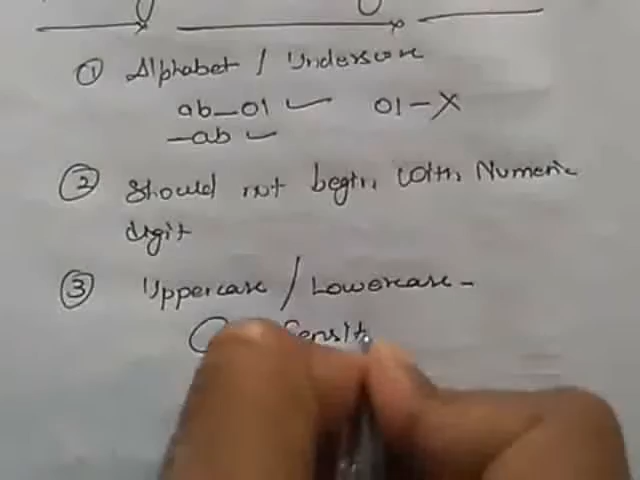 ① Alphabet / Underscore
ab_01 ✓ 01-X
_ab ✓
② Should not begin with Numeric
digit
③ Uppercase / Lowercase -
Sensit